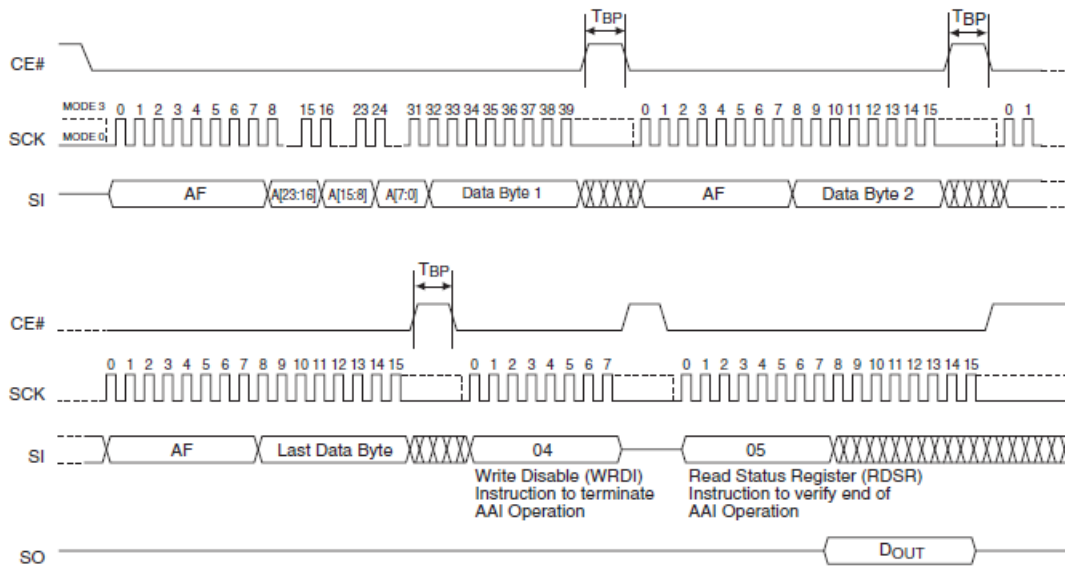 TBP TBP
CE#
MODE 3 0 1 2 3 4 5 6 7 8 15 16 23 24 31 32 33 34 35 36 37 38 39 0 1 2 3 4 5 6 7 8 9 10 11 12 13 14 15 0 1
SCK MODE 0
SI AF A[23:16] A[15:8] A[7:0] Data Byte 1 AF Data Byte 2
TBP
CE#
0 1 2 3 4 5 6 7 8 9 10 11 12 13 14 15 0 1 2 3 4 5 6 7 0 1 2 3 4 5 6 7 8 9 10 11 12 13 14 15
SCK
SI AF Last Data Byte 04 05
Write Disable (WRDI) Read Status Register (RDSR)
Instruction to terminate Instruction to verify end of
AAI Operation AAI Operation
SO DOUT